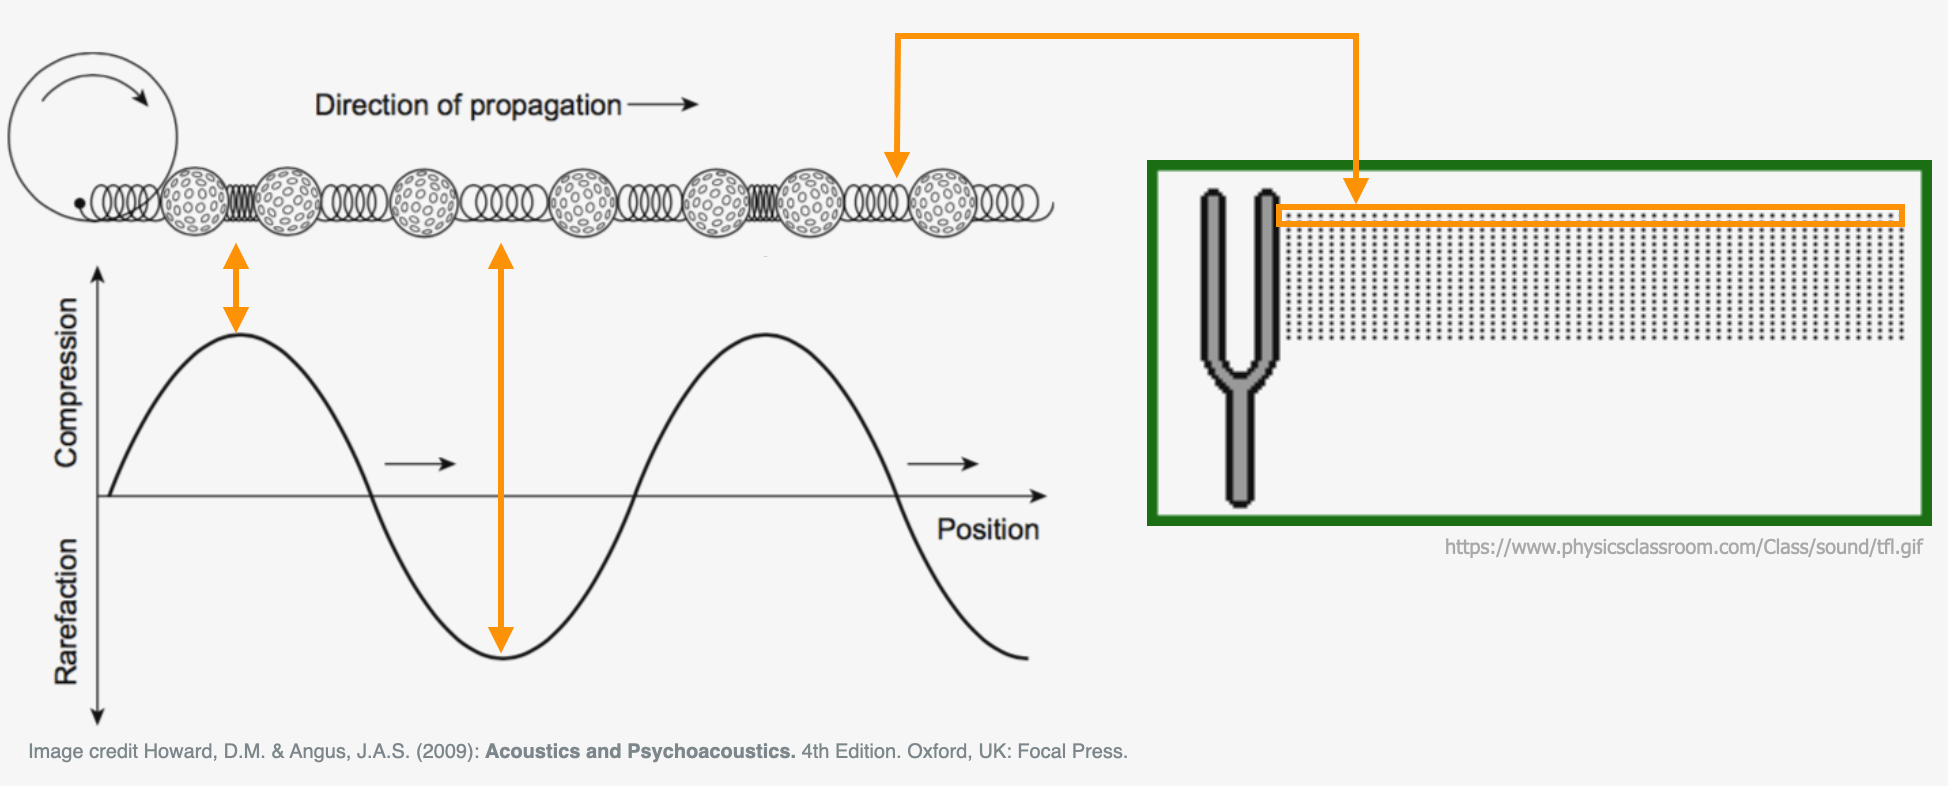 Direction of propagation
Compression
Rarefaction
Position
https://www.physicsclassroom.com/Class/sound/tfl.gif
Image credit Howard, D.M. & Angus, J.A.S. (2009): Acoustics and Psychoacoustics. 4th Edition. Oxford, UK: Focal Press.